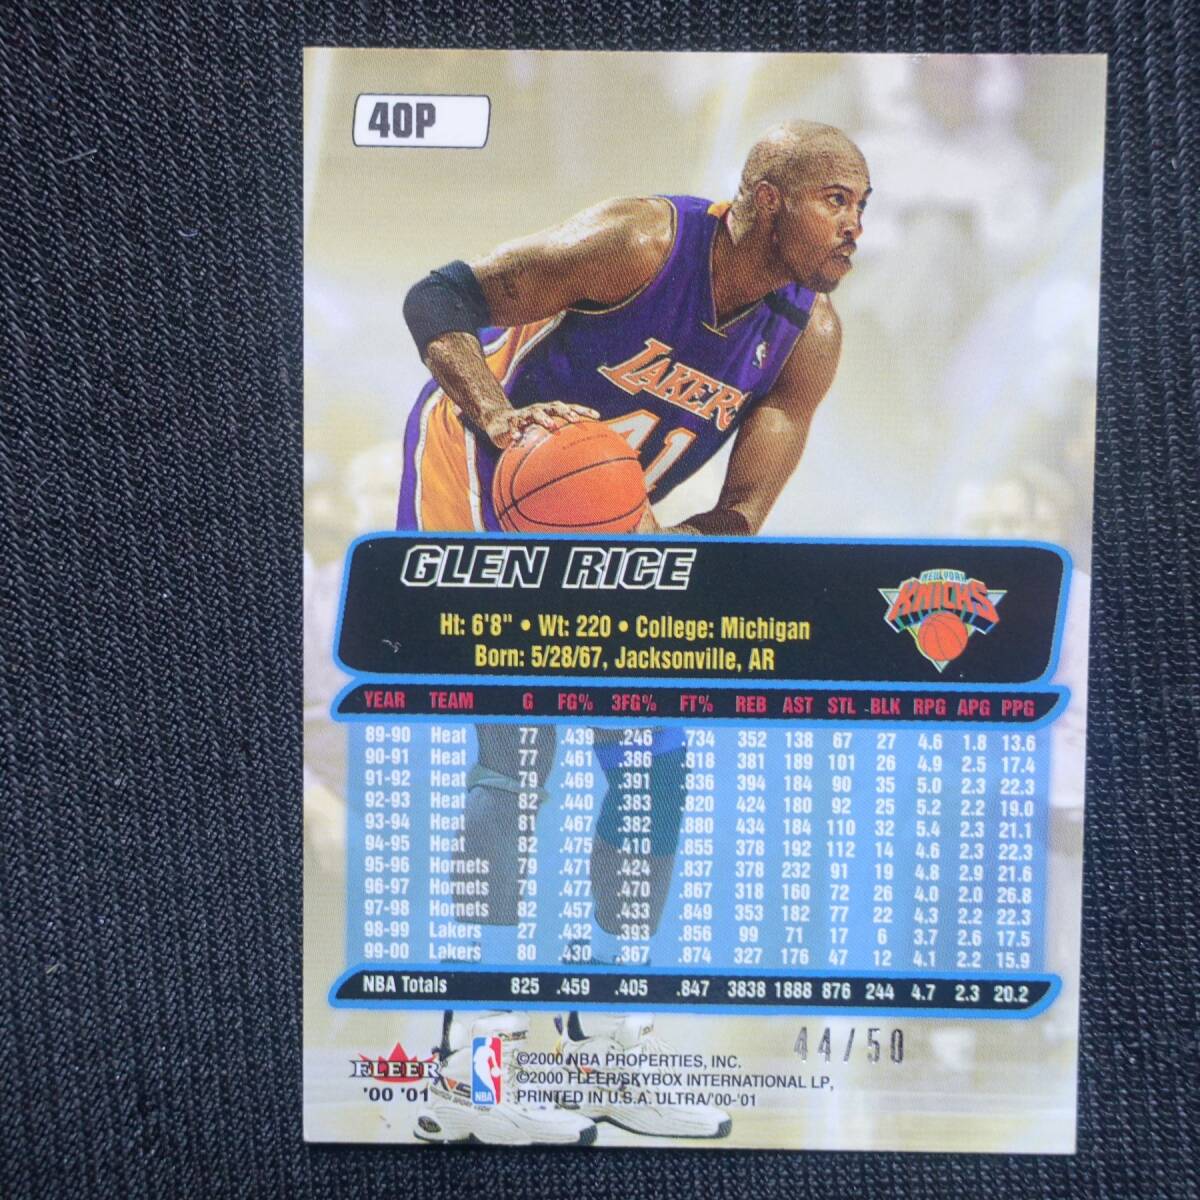 40P
LAKERS
41
GLEN RICE
NEW YORK
KNICKS
Ht: 6'8" • Wt: 220 • College: Michigan
Born: 5/28/67, Jacksonville, AR
YEAR TEAM G FG% 3FG% FT% REB AST STL BLK RPG APG PPG
89-90 Heat 77 .439 .246 .734 352 138 67 27 4.6 1.8 13.6
90-91 Heat 77 .461 .386 .818 381 189 101 26 4.9 2.5 17.4
91-92 Heat 79 .469 .391 .836 394 184 90 35 5.0 2.3 22.3
92-93 Heat 82 .440 .383 .820 424 180 92 25 5.2 2.2 19.0
93-94 Heat 81 .467 .382 .880 434 184 110 32 5.4 2.3 21.1
94-95 Heat 82 .475 .410 .855 378 192 112 14 4.6 2.3 22.3
95-96 Hornets 79 .471 .424 .837 378 232 91 19 4.8 2.9 21.6
96-97 Hornets 79 .477 .470 .867 318 160 72 26 4.0 2.0 26.8
97-98 Hornets 82 .457 .433 .849 353 182 77 22 4.3 2.2 22.3
98-99 Lakers 27 .432 .393 .856 99 71 17 6 3.7 2.6 17.5
99-00 Lakers 80 .430 .367 .874 327 176 47 12 4.1 2.2 15.9
NBA Totals 825 .459 .405 .847 3838 1888 876 244 4.7 2.3 20.2
44/50
FLEER
'00 '01
NBA
©2000 NBA PROPERTIES, INC.
©2000 FLEER/SKYBOX INTERNATIONAL LP,
PRINTED IN U.S.A. ULTRA/'00-'01